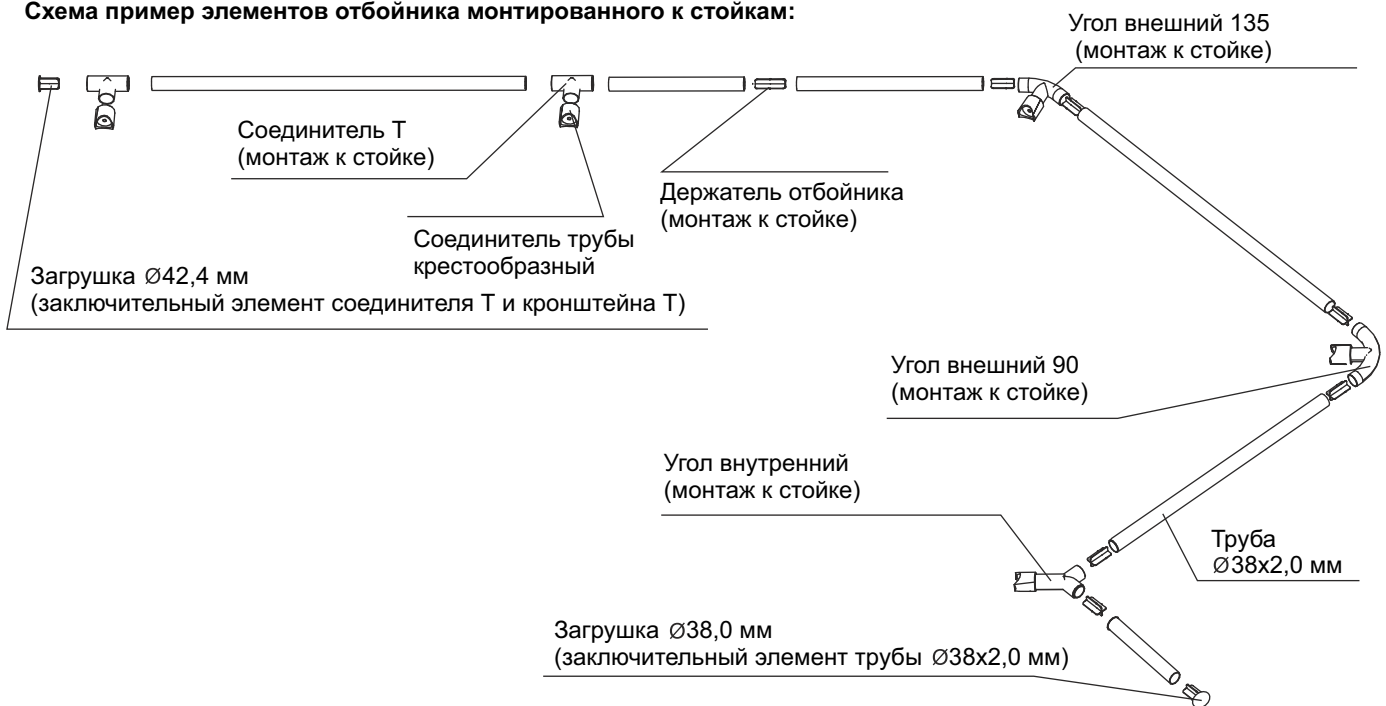 Схема пример элементов отбойника монтированного к стойкам:
Угол внешний 135
(монтаж к стойке)
Соединитель Т
(монтаж к стойке)
Держатель отбойника
(монтаж к стойке)
Соединитель трубы
крестообразный
Загрушка Ø42,4 мм
(заключительный элемент соединителя Т и кронштейна Т)
Угол внешний 90
(монтаж к стойке)
Угол внутренний
(монтаж к стойке)
Труба
Ø38х2,0 мм
Загрушка Ø38,0 мм
(заключительный элемент трубы Ø38х2,0 мм)